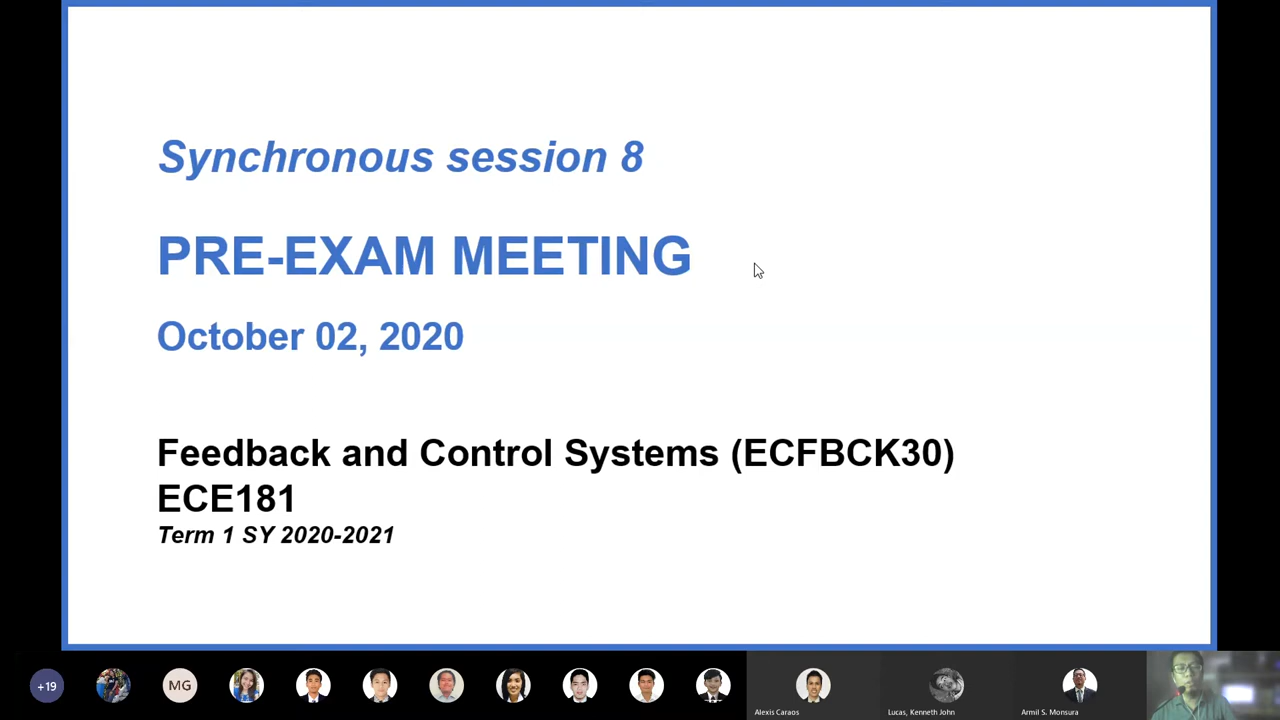 Synchronous session 8
PRE-EXAM MEETING
October 02, 2020
Feedback and Control Systems (ECFBCK30)
ECE181
Term 1 SY 2020-2021
+19
MG
Alexis Caraos
Lucas, Kenneth John
Armil S. Monsura